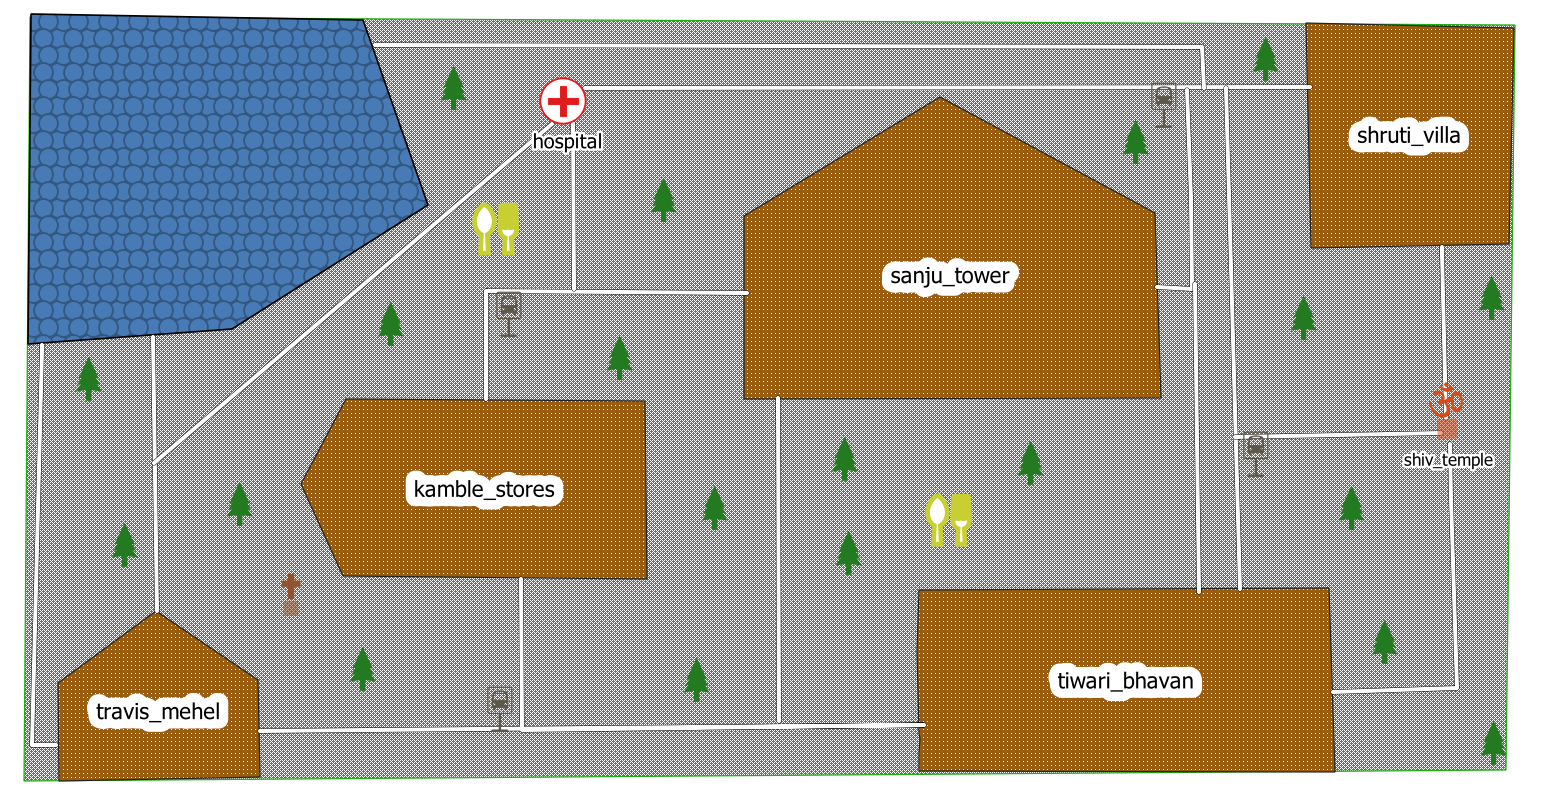 hospital
shruti_villa
sanju_tower
shiv_temple
kamble_stores
tiwari_bhavan
travis_mehel